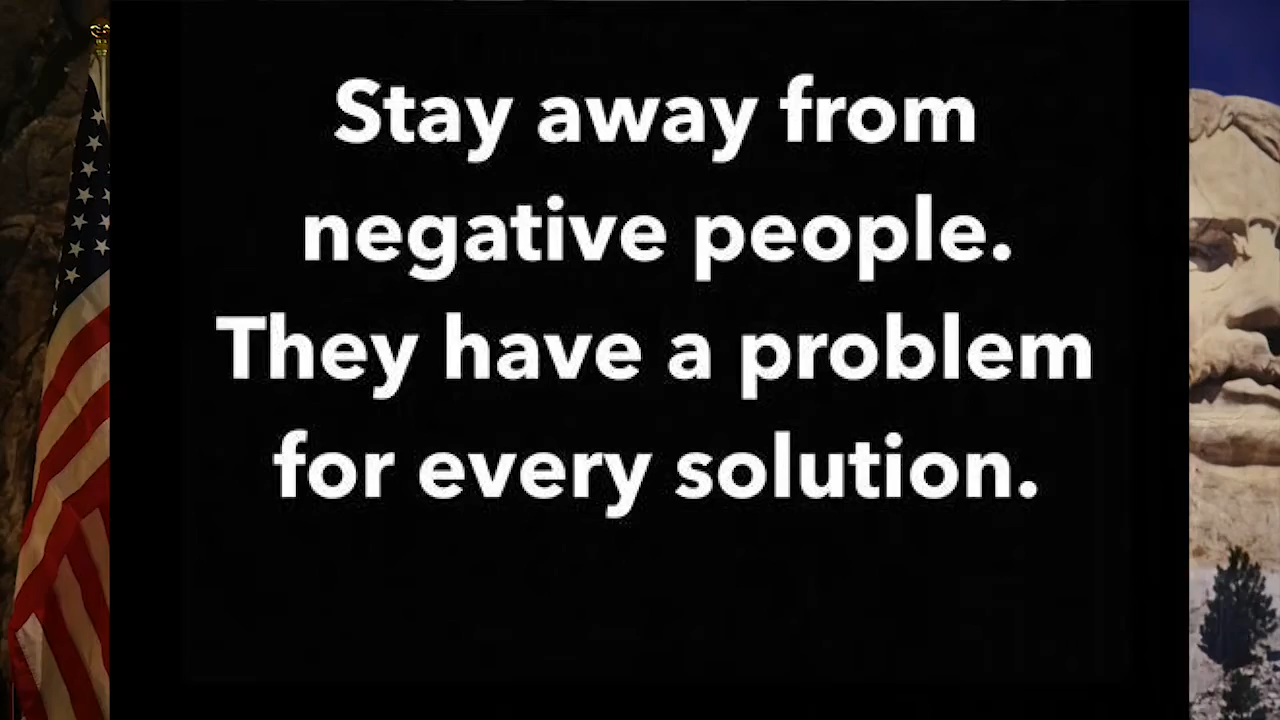 Stay away from
negative people.
They have a problem
for every solution.